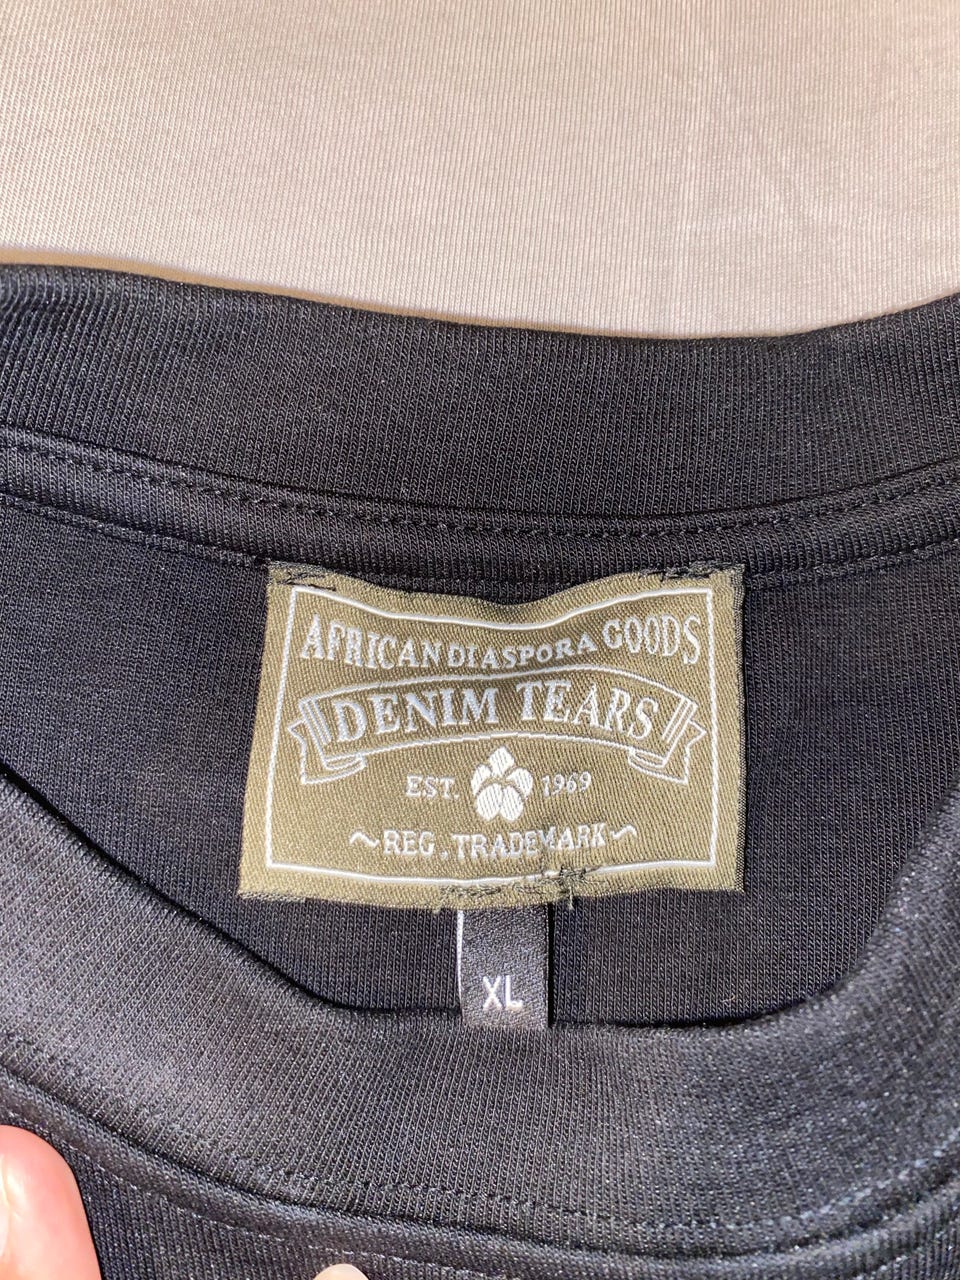 AFRICAN DIASPORA GOODS
DENIM TEARS
EST. 1969
~REG. TRADEMARK~
XL